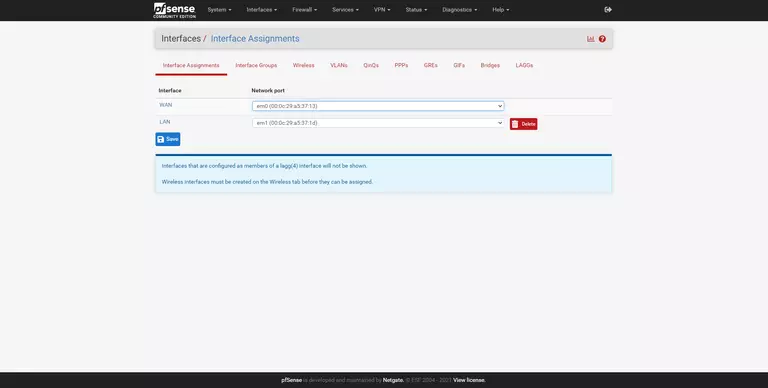 pfSense System Interfaces Firewall Services VPN Status Diagnostics Help
COMMUNITY EDITION
Interfaces / Interface Assignments
Interface Assignments Interface Groups Wireless VLANs QinQs PPPs GREs GIFs Bridges LAGGs
Interface Network port
WAN em0 (00:0c:29:a5:37:13)
LAN em1 (00:0c:29:a5:37:1d) Delete
Save
Interfaces that are configured as members of a lagg(4) interface will not be shown.
Wireless interfaces must be created on the Wireless tab before they can be assigned.
pfSense is developed and maintained by Netgate. © ESF 2004 - 2021 View license.